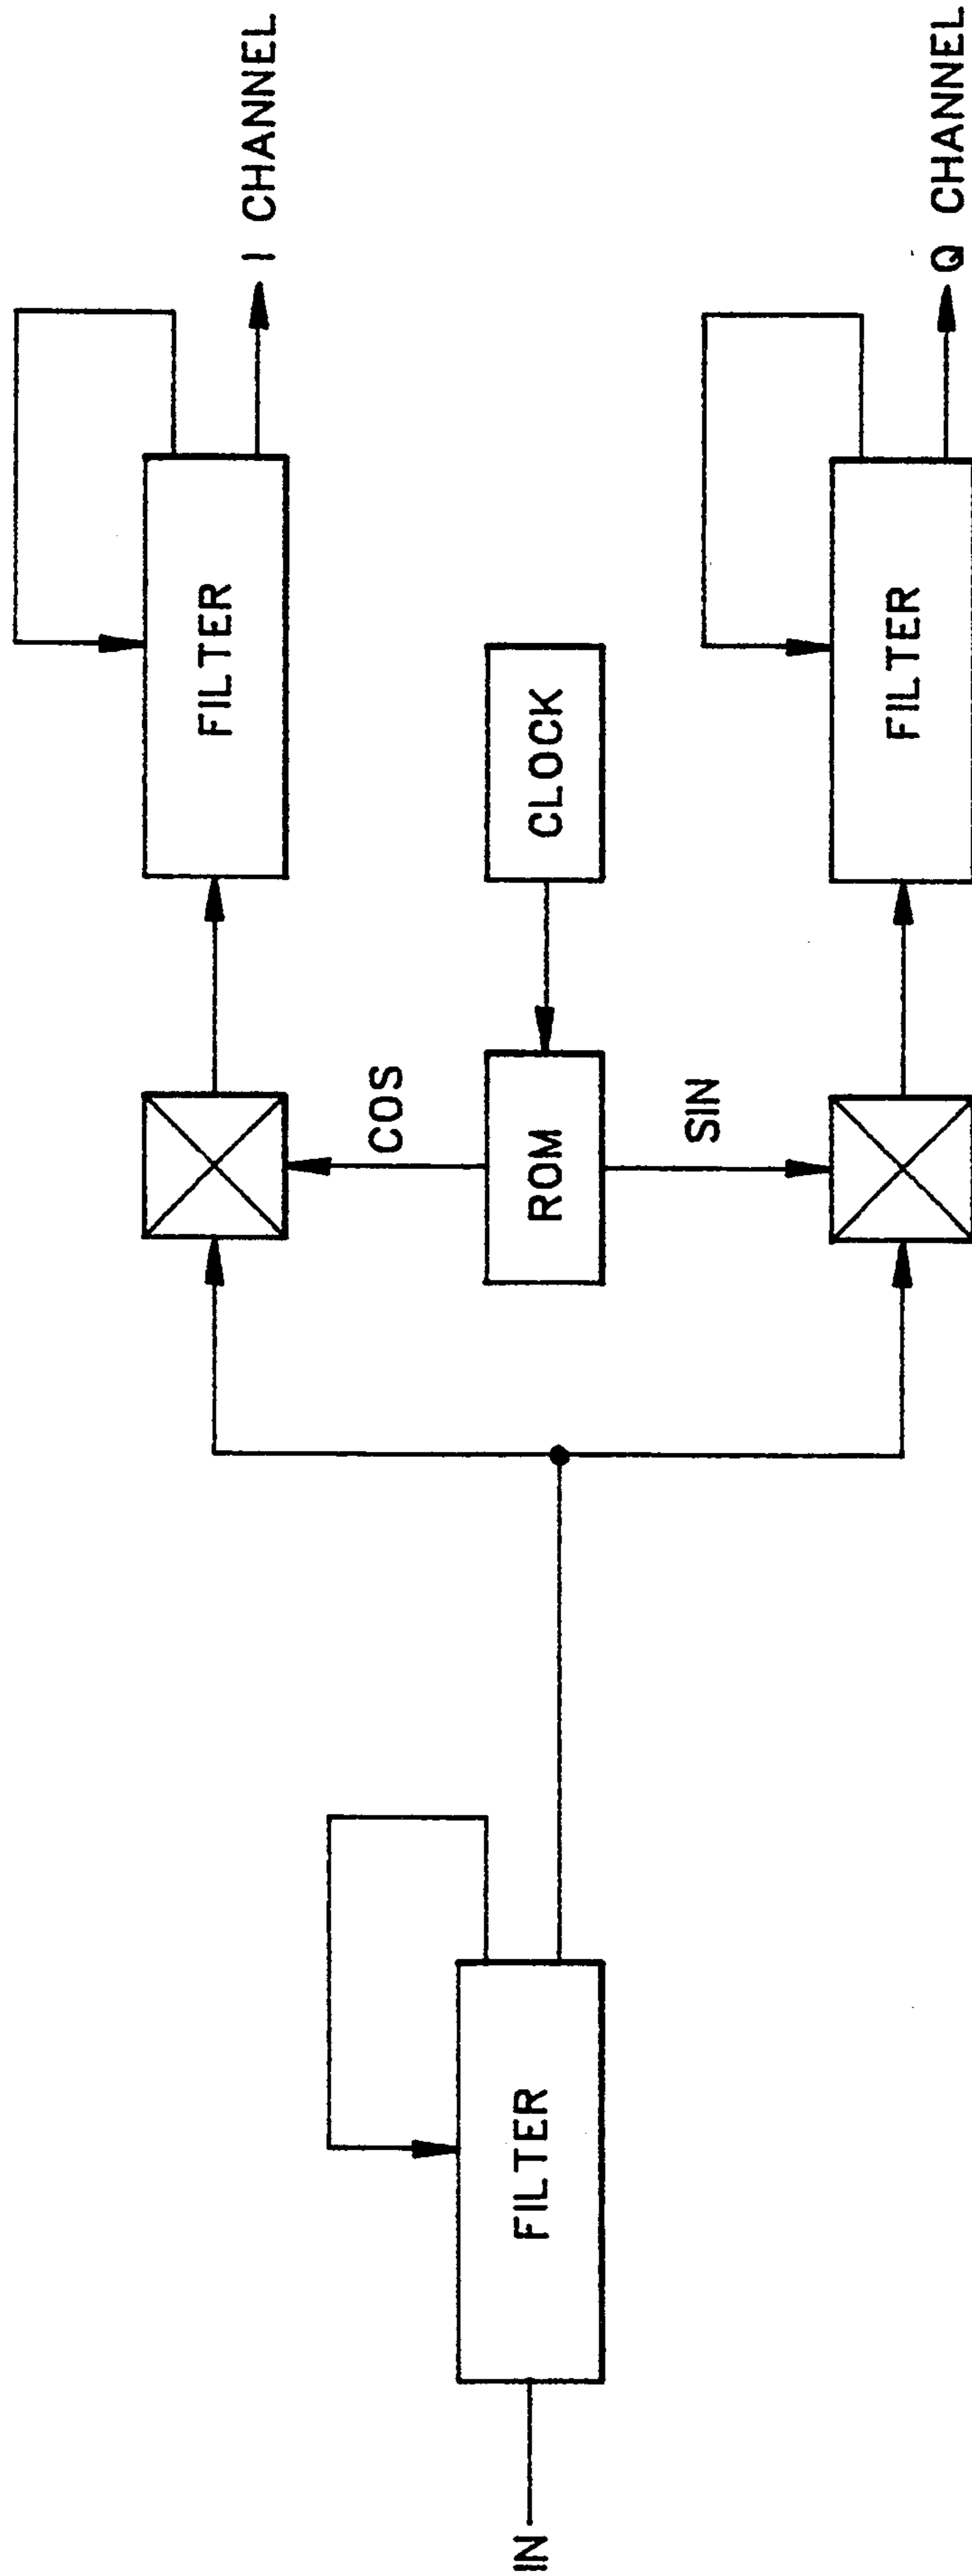 IN
FILTER
COS
ROM
SIN
CLOCK
FILTER
I CHANNEL
FILTER
Q CHANNEL